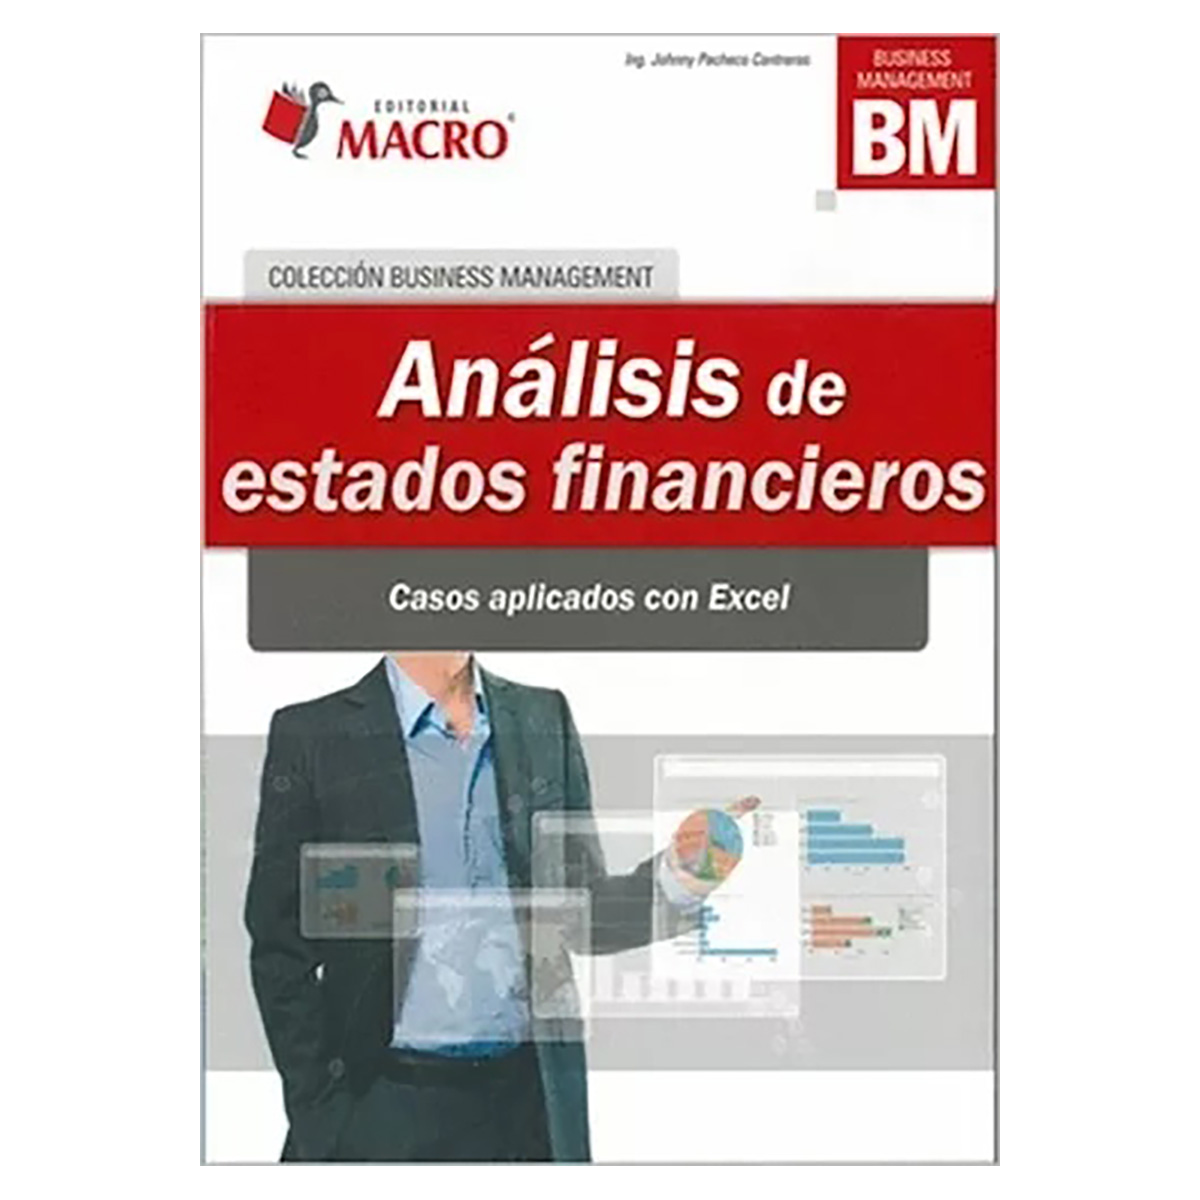 Ing. Johnny Pacheco Contreras
BUSINESS
MANAGEMENT
BM
EDITORIAL
MACRO
COLECCIÓN BUSINESS MANAGEMENT
Análisis de
estados financieros
Casos aplicados con Excel